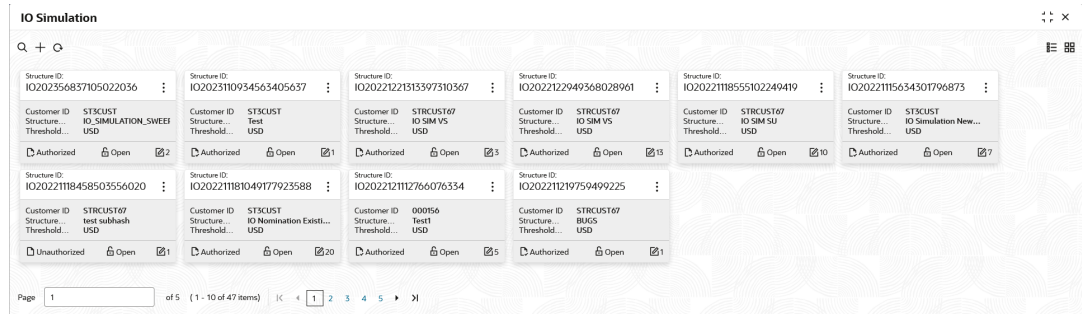 IO Simulation
Structure ID:
IO202356837105022036
Customer ID ST3CUST
Structure... IO_SIMULATION_SWEEP
Threshold... USD
Authorized Open 2
Structure ID:
IO2023110934563405637
Customer ID ST3CUST
Structure... Test
Threshold... USD
Authorized Open 1
Structure ID:
IO20221221313397310367
Customer ID STRCUST67
Structure... IO SIM VS
Threshold... USD
Authorized Open 3
Structure ID:
IO2022122949368028961
Customer ID STRCUST67
Structure... IO SIM VS
Threshold... USD
Authorized Open 13
Structure ID:
IO20221118555102249419
Customer ID STRCUST67
Structure... IO SIM SU
Threshold... USD
Authorized Open 10
Structure ID:
IO20221115634301796873
Customer ID ST3CUST
Structure... IO Simulation New...
Threshold... USD
Authorized Open 7
Structure ID:
IO20221118458503556020
Customer ID STRCUST67
Structure... test subhash
Threshold... USD
Unauthorized Open 1
Structure ID:
IO202211181049177923588
Customer ID ST3CUST
Structure... IO Nomination Existi...
Threshold... USD
Authorized Open 20
Structure ID:
IO2022121112766076334
Customer ID 000156
Structure... Test1
Threshold... USD
Authorized Open 5
Structure ID:
IO202211219759499225
Customer ID STRCUST67
Structure... BUGS
Threshold... USD
Authorized Open 1
Page 1 of 5 ( 1 - 10 of 47 items) 1 2 3 4 5